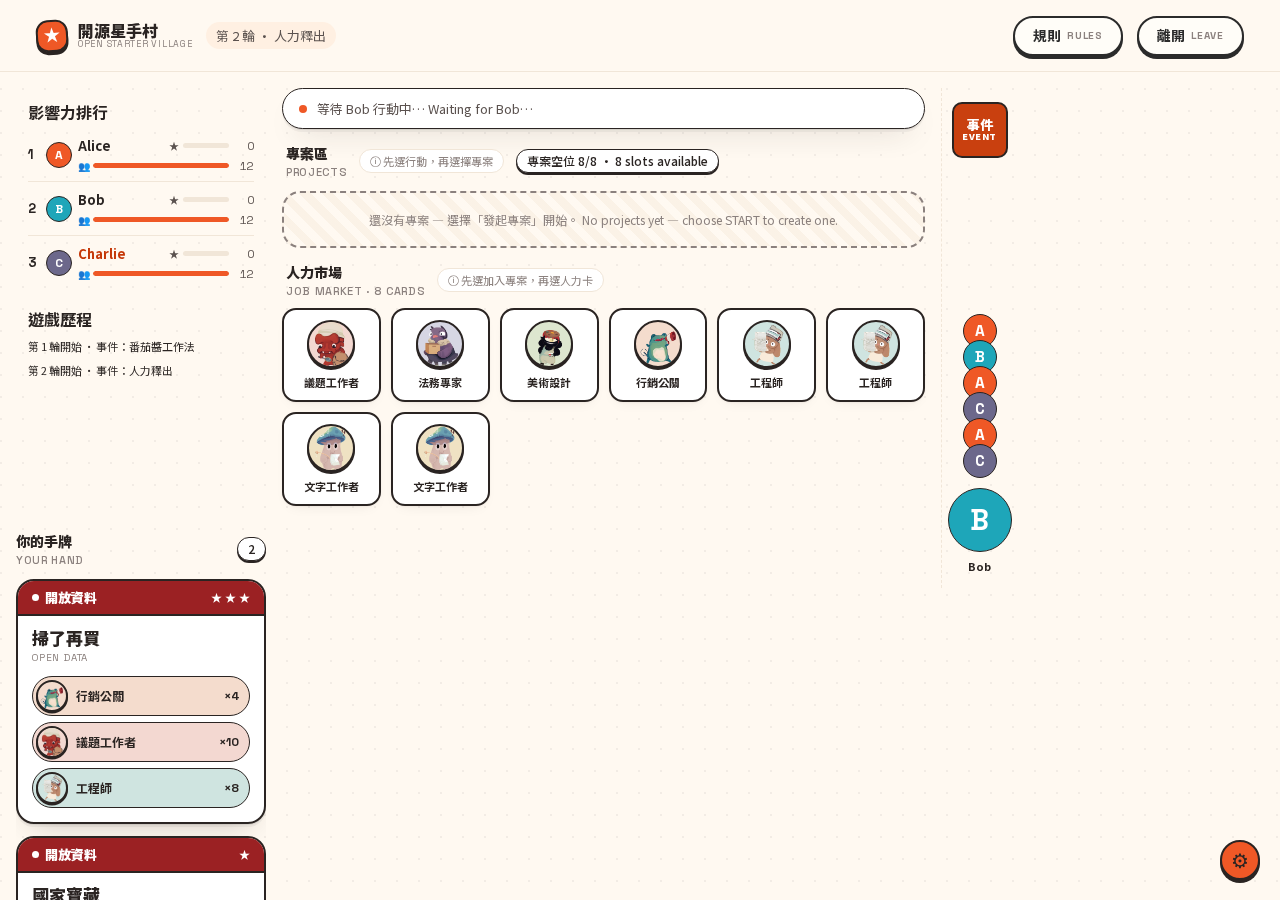 開源星手村
OPEN STARTER VILLAGE
第 2 輪 · 人力釋出
規則 RULES
離開 LEAVE
影響力排行
1 A Alice ★ 0
12
2 B Bob ★ 0
12
3 C Charlie ★ 0
12
遊戲歷程
第 1 輪開始 · 事件：番茄醬工作法
第 2 輪開始 · 事件：人力釋出
等待 Bob 行動中… Waiting for Bob…
專案區
PROJECTS
ⓘ 先選行動，再選擇專案
專案空位 8/8 · 8 slots available
還沒有專案 — 選擇「發起專案」開始。 No projects yet — choose START to create one.
人力市場
JOB MARKET · 8 CARDS
ⓘ 先選加入專案，再選人力卡
議題工作者
法務專家
美術設計
行銷公關
工程師
工程師
文字工作者
文字工作者
事件
EVENT
A
B
A
C
A
C
B
Bob
你的手牌
YOUR HAND
2
開放資料 ★★★
掃了再買
OPEN DATA
行銷公關 ×4
議題工作者 ×10
工程師 ×8
開放資料 ★
國家寶藏